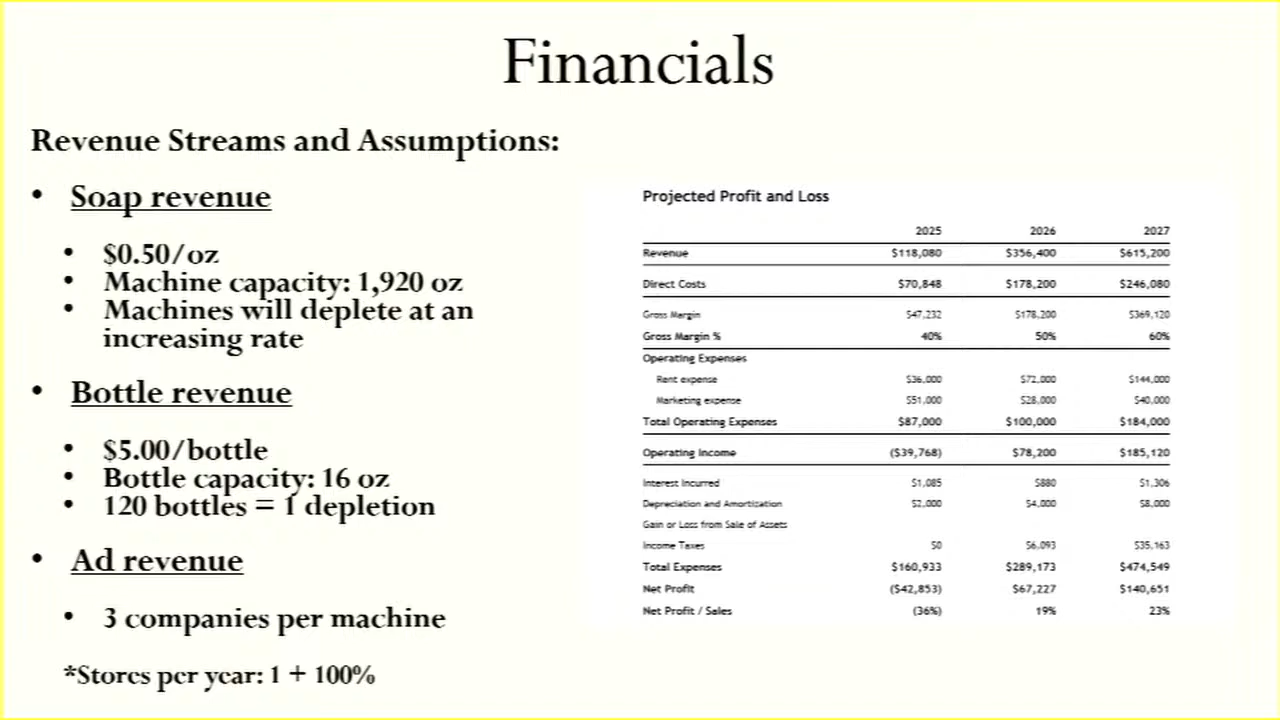 Financials
Revenue Streams and Assumptions:
• Soap revenue
• $0.50/oz
• Machine capacity: 1,920 oz
• Machines will deplete at an
increasing rate
• Bottle revenue
• $5.00/bottle
• Bottle capacity: 16 oz
• 120 bottles = 1 depletion
• Ad revenue
• 3 companies per machine
*Stores per year: 1 + 100%
Projected Profit and Loss
2025 2026 2027
Revenue $118,080 $356,400 $615,200
Direct Costs $70,848 $178,200 $246,080
Gross Margin $47,232 $178,200 $369,120
Gross Margin % 40% 50% 60%
Operating Expenses
Rent expense $36,000 $72,000 $144,000
Marketing expense $51,000 $28,000 $40,000
Total Operating Expenses $87,000 $100,000 $184,000
Operating Income ($39,768) $78,200 $185,120
Interest Incurred $1,085 $880 $1,306
Depreciation and Amortization $2,000 $4,000 $8,000
Gain or Loss from Sale of Assets
Income Taxes $0 $6,093 $35,163
Total Expenses $160,933 $289,173 $474,549
Net Profit ($42,853) $67,227 $140,651
Net Profit / Sales (36%) 19% 23%